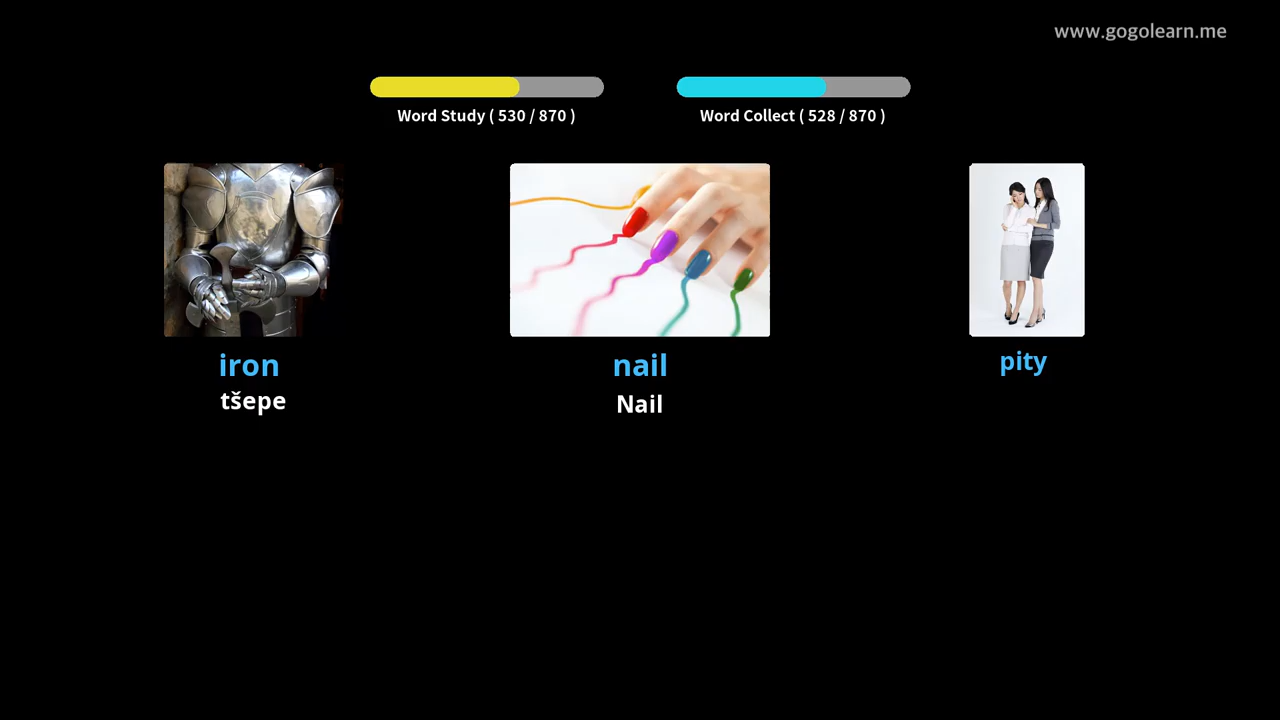 www.gogolearn.me
Word Study ( 530 / 870 )
Word Collect ( 528 / 870 )
iron
tšepe
nail
Nail
pity